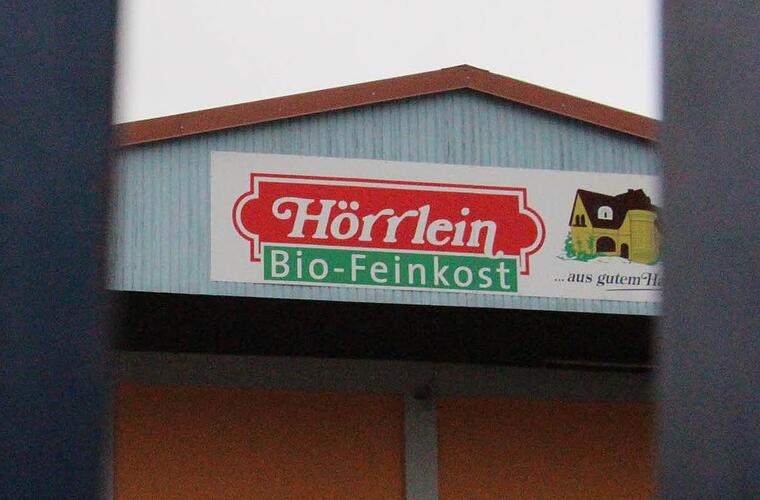 Hörrlein
Bio-Feinkost
...aus gutem